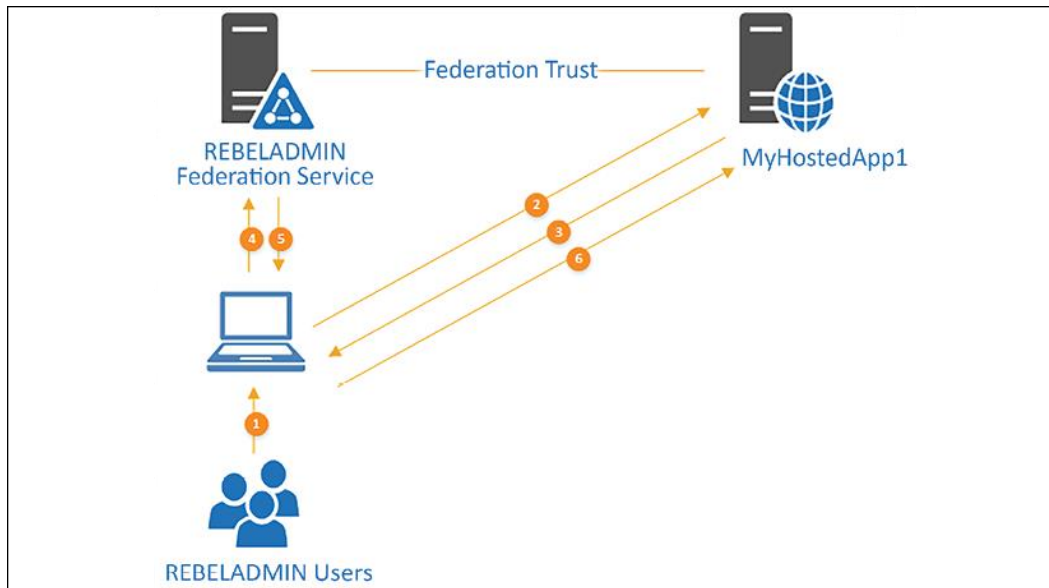 Federation Trust
REBELADMIN
Federation Service
MyHostedApp1
2
3
6
4
5
1
REBELADMIN Users